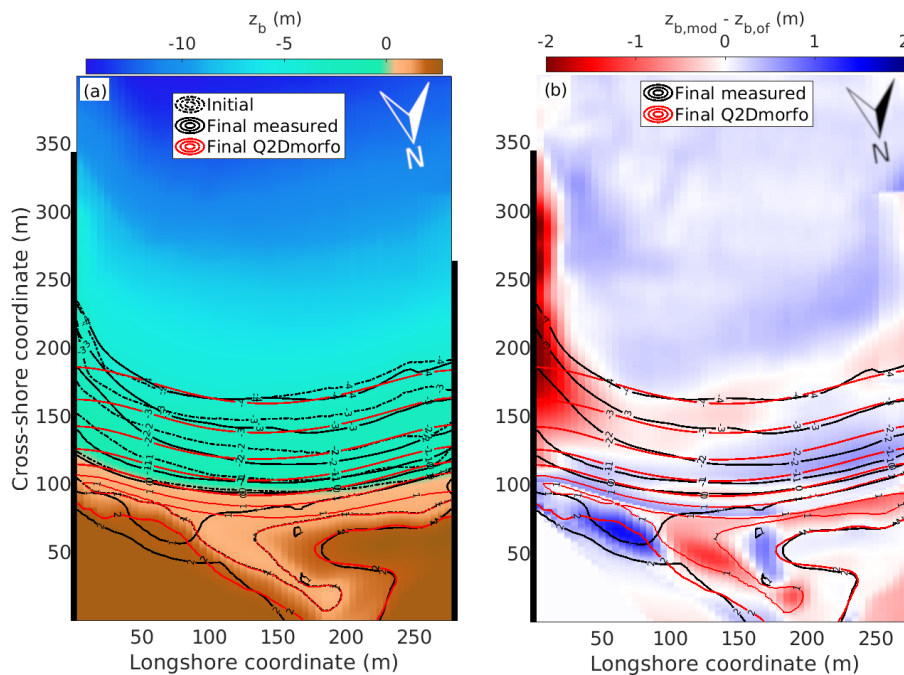 z_b (m)
-10 -5 0
(a)
Initial
Final measured
Final Q2Dmorfo
N
350
300
250
200
150
100
50
Cross-shore coordinate (m)
50 100 150 200 250
Longshore coordinate (m)
z_b,mod - z_b,of (m)
-2 -1 0 1 2
(b)
Final measured
Final Q2Dmorfo
N
350
300
250
200
150
100
50
50 100 150 200 250
Longshore coordinate (m)